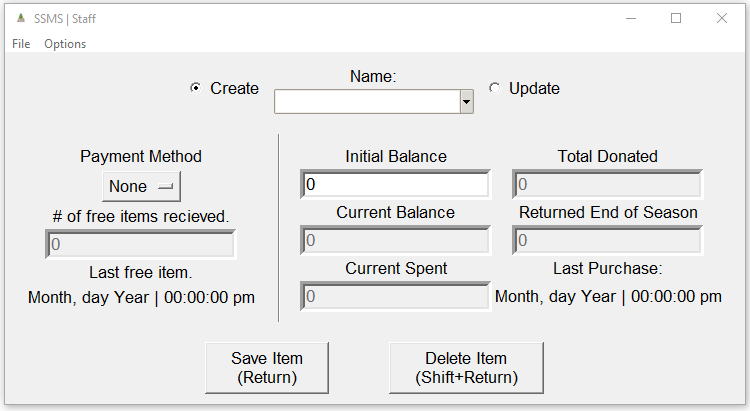 SSMS | Staff
File Options
Name:
Create
Update
Payment Method
None
# of free items recieved.
0
Last free item.
Month, day Year | 00:00:00 pm
Initial Balance
0
Current Balance
0
Current Spent
0
Total Donated
0
Returned End of Season
0
Last Purchase:
Month, day Year | 00:00:00 pm
Save Item
(Return)
Delete Item
(Shift+Return)